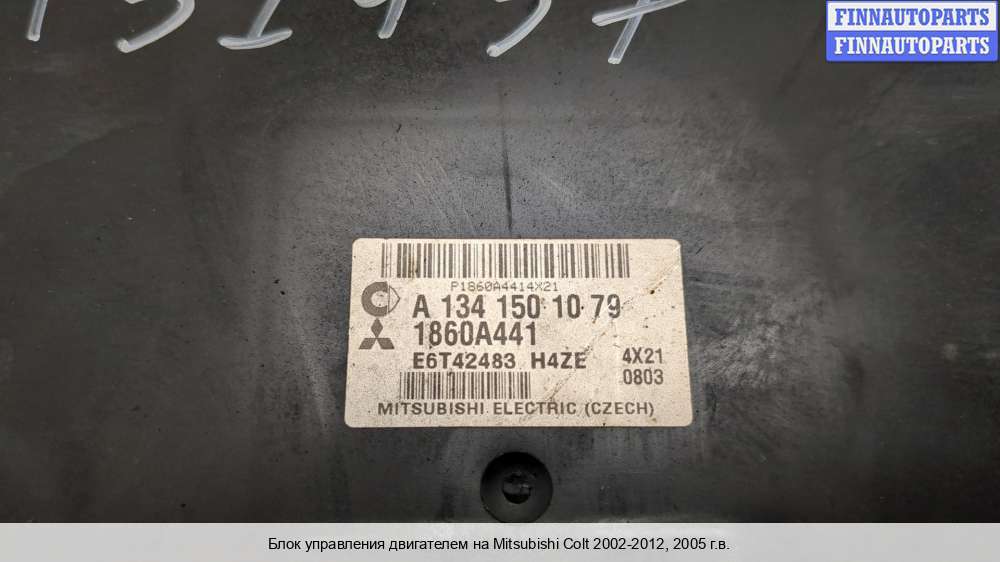 FINNAUTOPARTS
FINNAUTOPARTS
P1860A4414X21
A 134 150 10 79
1860A441
E6T42483 H4ZE
4X21
0803
MITSUBISHI ELECTRIC (CZECH)
Блок управления двигателем на Mitsubishi Colt 2002-2012, 2005 г.в.